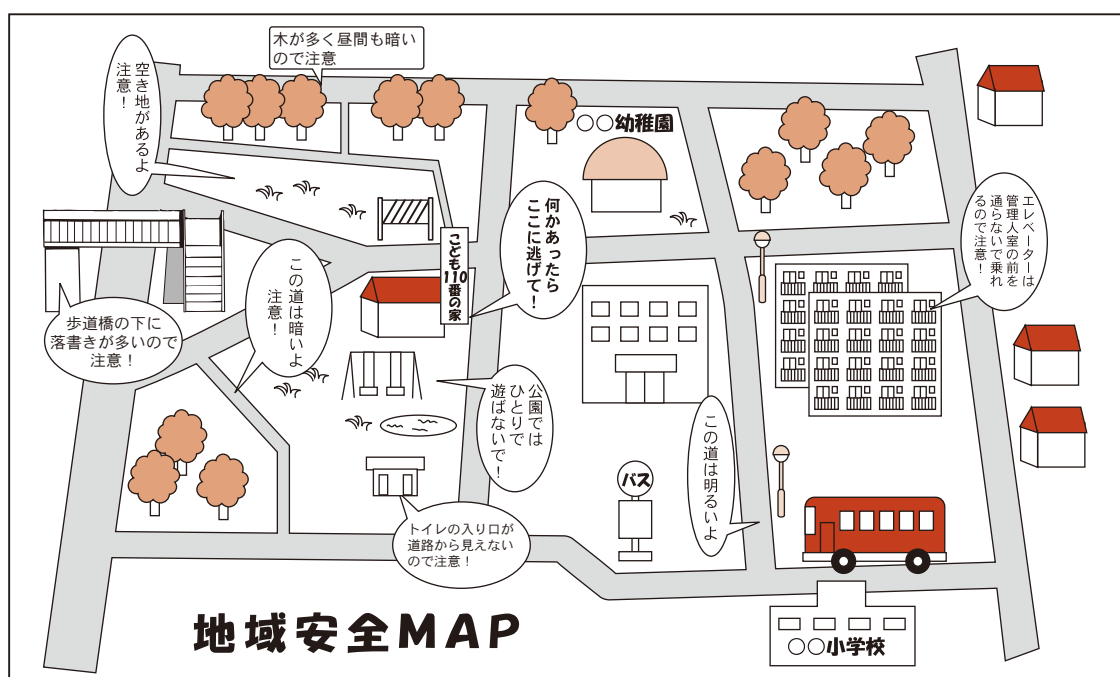 木が多く昼間も暗い
ので注意
空き地があるよ
注意！
○○幼稚園
何かあったら
ここに逃げて！
こども110番の家
エレベーターは
管理人室の前を
通らないで乗れ
るので注意！
この道は暗いよ
注意！
歩道橋の下に
落書きが多いので
注意！
公園では
ひとりで
遊ばないで！
この道は明るいよ
バス
トイレの入り口が
道路から見えない
ので注意！
地域安全MAP
○○小学校